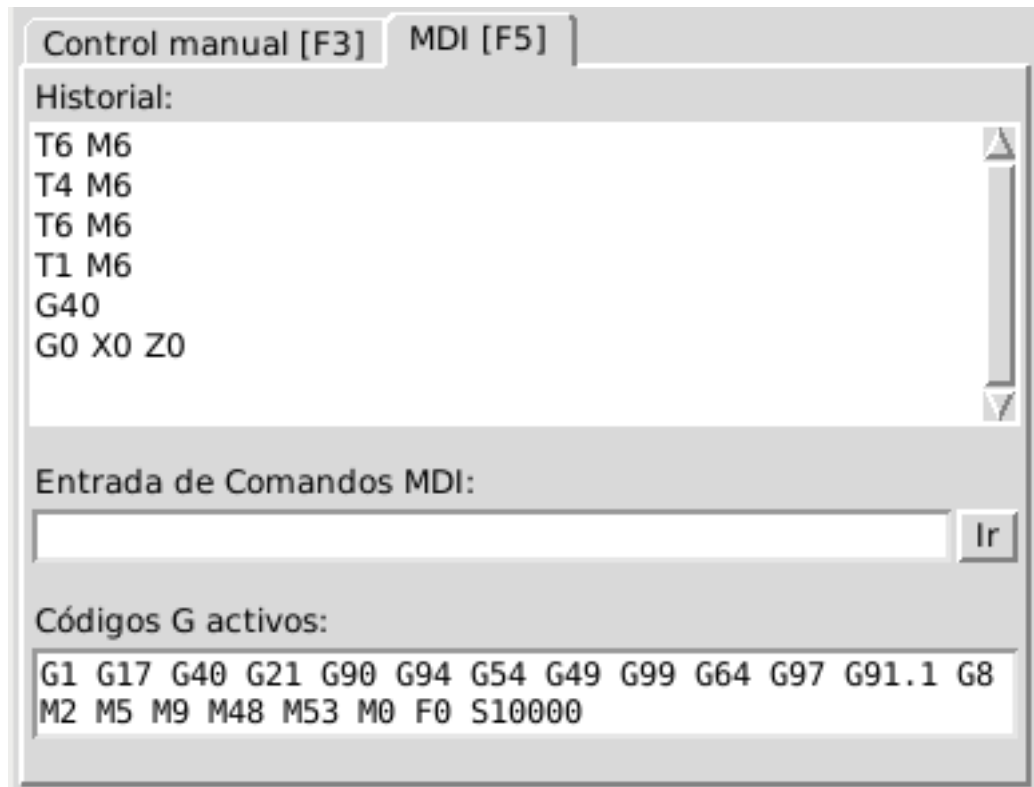 Control manual [F3] MDI [F5]
Historial:
T6 M6
T4 M6
T6 M6
T1 M6
G40
G0 X0 Z0
Entrada de Comandos MDI:
Ir
Códigos G activos:
G1 G17 G40 G21 G90 G94 G54 G49 G99 G64 G97 G91.1 G8
M2 M5 M9 M48 M53 M0 F0 S10000